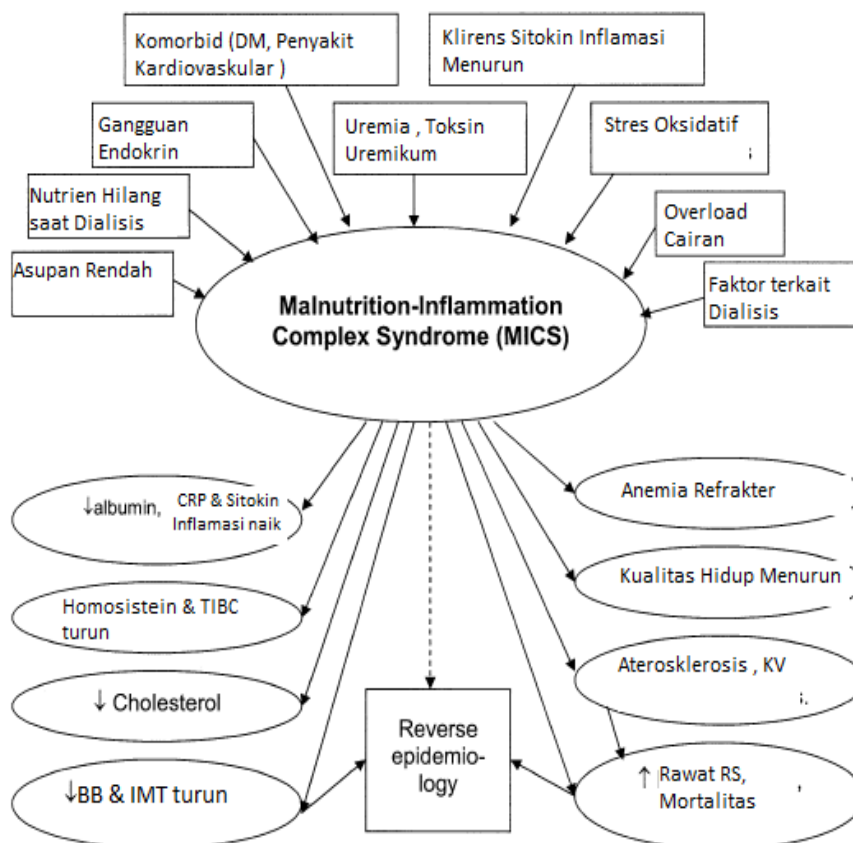 Komorbid (DM, Penyakit
Kardiovaskular )
Klirens Sitokin Inflamasi
Menurun
Gangguan
Endokrin
Uremia , Toksin
Uremikum
Stres Oksidatif
Nutrien Hilang
saat Dialisis
Overload
Cairan
Asupan Rendah
Faktor terkait
Dialisis
Malnutrition-Inflammation
Complex Syndrome (MICS)
↓albumin, CRP & Sitokin
Inflamasi naik
Anemia Refrakter
Homosistein & TIBC
turun
Kualitas Hidup Menurun
↓ Cholesterol
Aterosklerosis , KV
↓BB & IMT turun
Reverse
epidemio-
logy
↑ Rawat RS,
Mortalitas